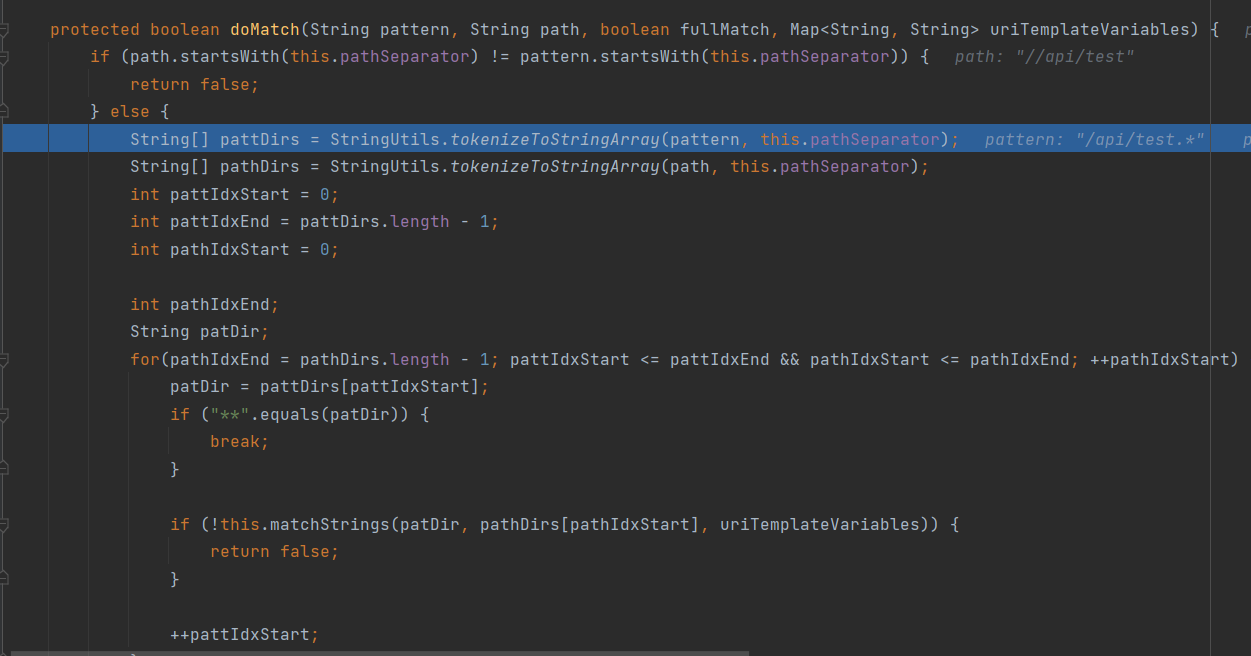 protected boolean doMatch(String pattern, String path, boolean fullMatch, Map<String, String> uriTemplateVariables) {
if (path.startsWith(this.pathSeparator) != pattern.startsWith(this.pathSeparator)) { path: "//api/test"
return false;
} else {
String[] pattDirs = StringUtils.tokenizeToStringArray(pattern, this.pathSeparator); pattern: "/api/test.*"
String[] pathDirs = StringUtils.tokenizeToStringArray(path, this.pathSeparator);
int pattIdxStart = 0;
int pattIdxEnd = pattDirs.length - 1;
int pathIdxStart = 0;
int pathIdxEnd;
String patDir;
for(pathIdxEnd = pathDirs.length - 1; pattIdxStart <= pattIdxEnd && pathIdxStart <= pathIdxEnd; ++pathIdxStart)
patDir = pattDirs[pattIdxStart];
if ("**".equals(patDir)) {
break;
}
if (!this.matchStrings(patDir, pathDirs[pathIdxStart], uriTemplateVariables)) {
return false;
}
++pattIdxStart;